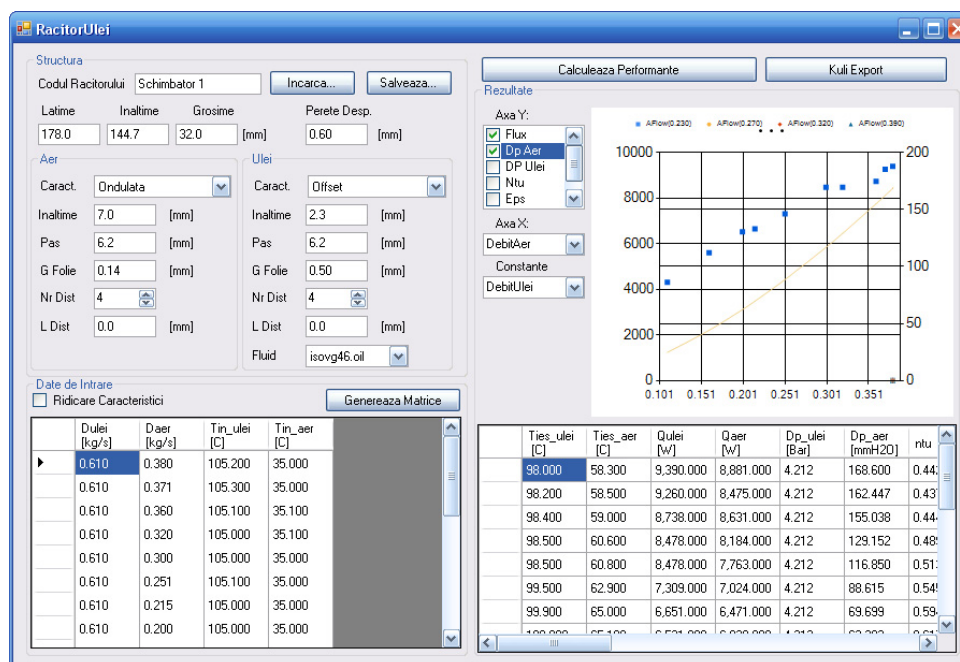 RacitorUlei
Structura
Codul Racitorului Schimbator 1 Incarca... Salveaza...
Latime Inaltime Grosime Perete Desp.
178.0 144.7 32.0 [mm] 0.60 [mm]
Aer
Caract. Ondulata
Inaltime 7.0 [mm]
Pas 6.2 [mm]
G Folie 0.14 [mm]
Nr Dist 4
L Dist 0.0 [mm]
Ulei
Caract. Offset
Inaltime 2.3 [mm]
Pas 6.2 [mm]
G Folie 0.50 [mm]
Nr Dist 4
L Dist 0.0 [mm]
Fluid isovg46.oil
Date de Intrare
Ridicare Caracteristici Genereaza Matrice
Dulei [kg/s] Daer [kg/s] Tin_ulei [C] Tin_aer [C]
0.610 0.380 105.200 35.000
0.610 0.371 105.300 35.000
0.610 0.360 105.100 35.100
0.610 0.320 105.000 35.100
0.610 0.300 105.000 35.000
0.610 0.251 105.100 35.000
0.610 0.215 105.000 35.000
0.610 0.200 105.000 35.000
Calculeaza Performante Kuli Export
Rezultate
Axa Y:
Flux
Dp Aer
DP Ulei
Ntu
Eps
Axa X:
DebitAer
Constante
DebitUlei
AFlow(0.230) AFlow(0.270) AFlow(0.320) AFlow(0.390)
10000 200
8000 150
6000
100
4000
50
2000
0 0
0.101 0.151 0.201 0.251 0.301 0.351
Ties_ulei [C] Ties_aer [C] Qulei [W] Qaer [W] Dp_ulei [Bar] Dp_aer [mmH2O] ntu
98.000 58.300 9,390.000 8,881.000 4.212 168.600
98.200 58.500 9,260.000 8,475.000 4.212 162.447
98.400 59.000 8,738.000 8,631.000 4.212 155.038
98.500 60.600 8,478.000 8,184.000 4.212 129.152
98.500 60.800 8,478.000 7,763.000 4.212 116.850
99.500 62.900 7,309.000 7,024.000 4.212 88.615
99.900 65.000 6,651.000 6,471.000 4.212 69.699